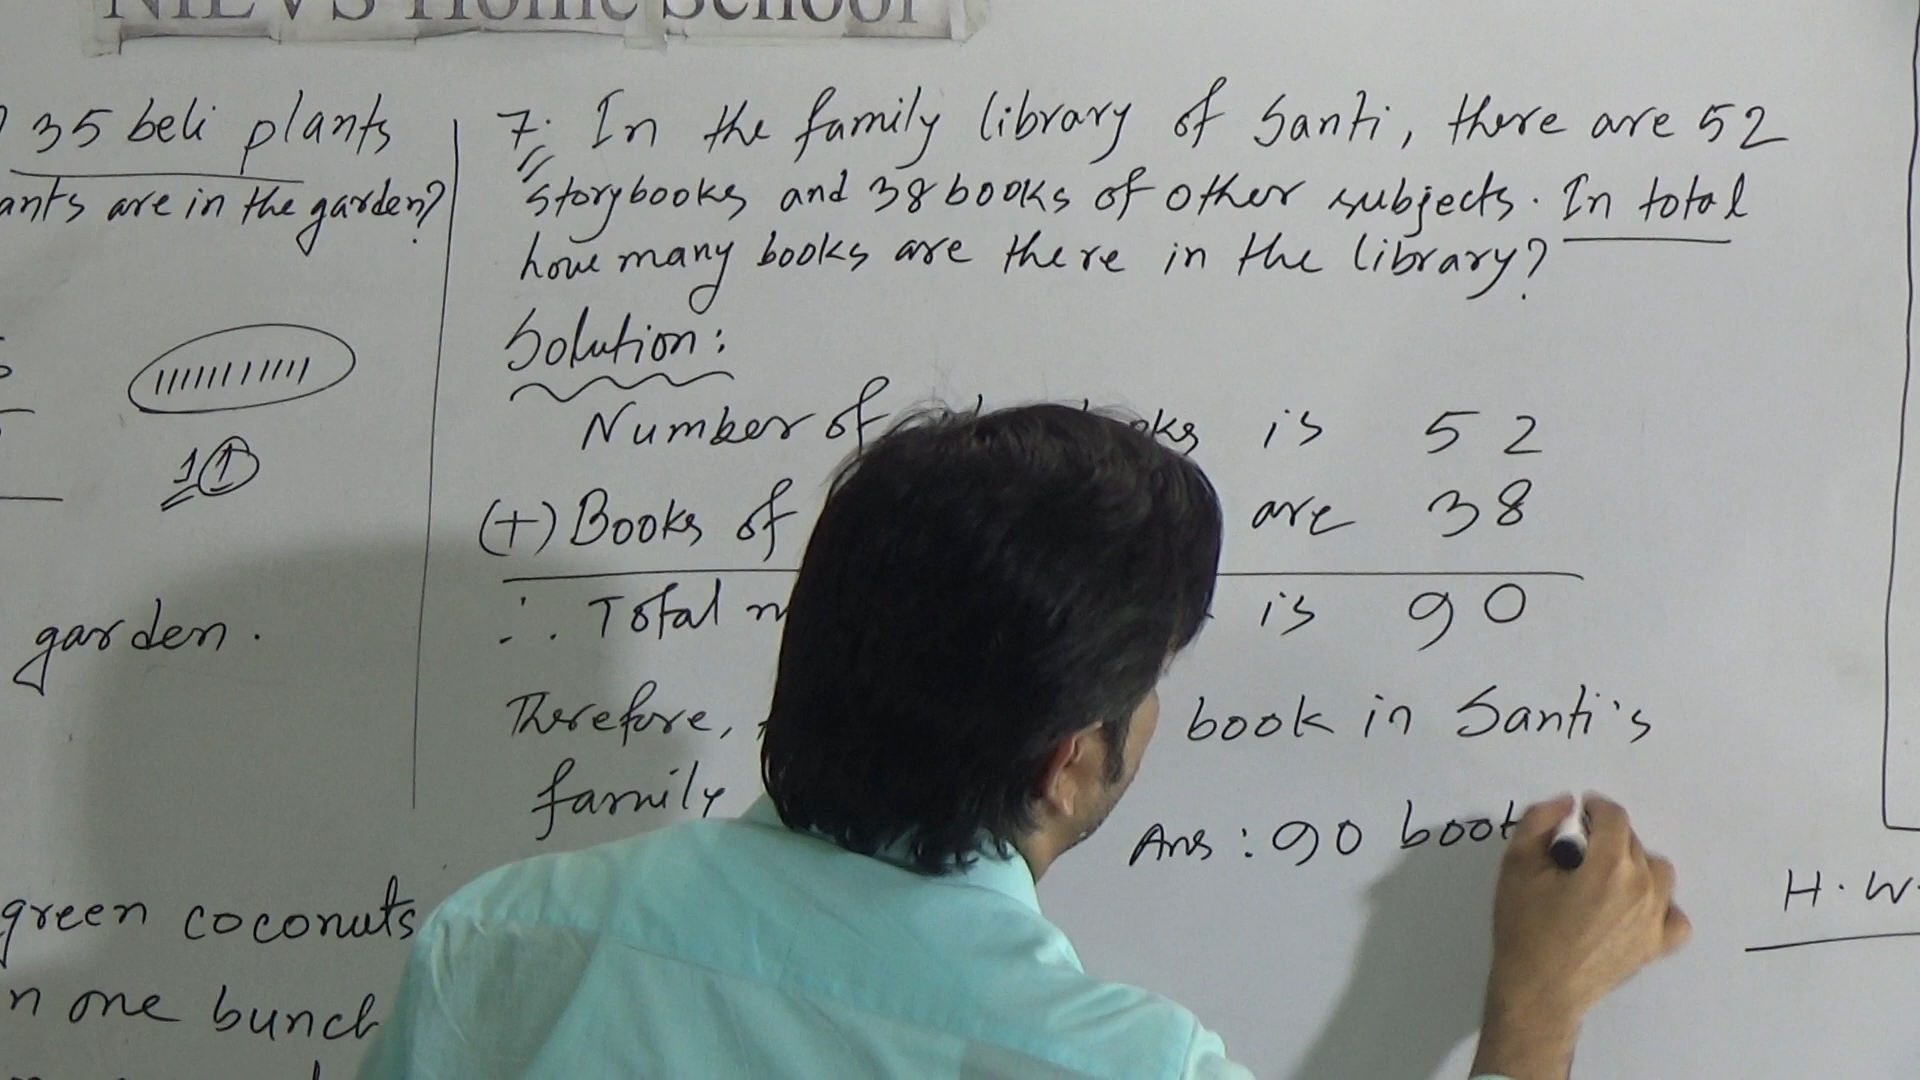 NIEVS Home School
35 beli plants
ants are in the garden?
11
garden.
green coconuts
n one bunch
7. In the family library of Santi, there are 52
storybooks and 38 books of other subjects. In total
how many books are there in the library?
Solution:
Number of is 52
(+) Books of are 38
∴ Total is 90
Therefore, book in Santi's
family
Ans: 90 book
H.W.